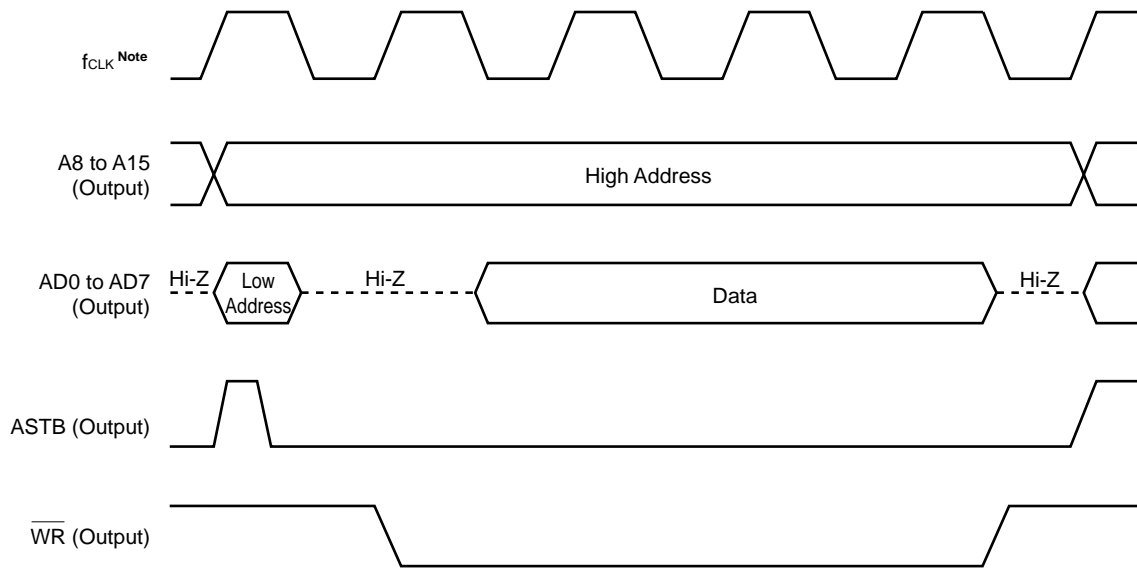 fCLK Note
A8 to A15
(Output)
High Address
AD0 to AD7
(Output)
Hi-Z
Low
Address
Hi-Z
Data
Hi-Z
ASTB (Output)
WR (Output)